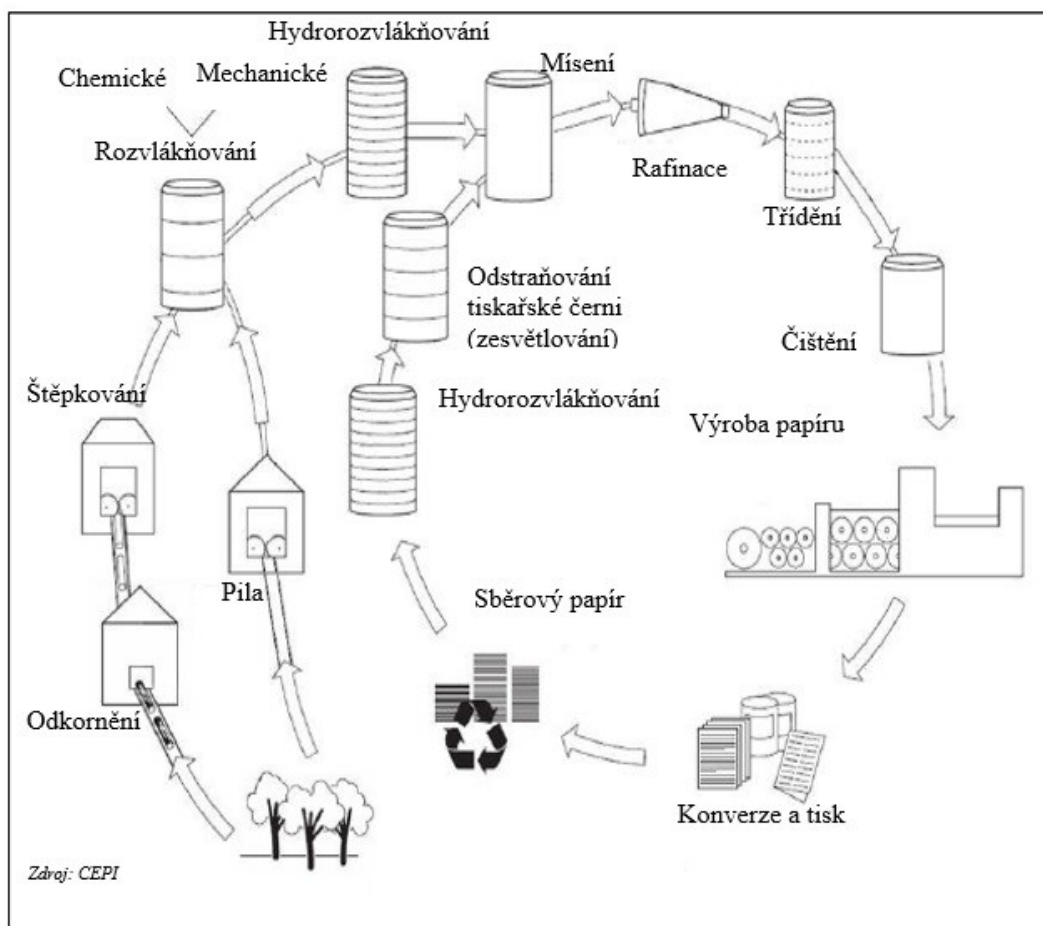 Hydrorozvlákňování
Chemické
Mechanické
Mísení
Rozvlákňování
Rafinace
Třídění
Odstraňování
tiskařské černi
(zesvětlování)
Čištění
Štěpkování
Hydrorozvlákňování
Výroba papíru
Pila
Sběrový papír
Odkornění
Konverze a tisk
Zdroj: CEPI